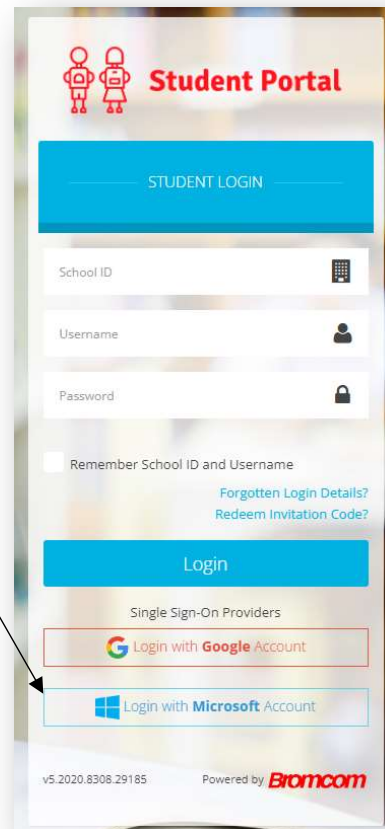 Student Portal
STUDENT LOGIN
School ID
Username
Password
Remember School ID and Username
Forgotten Login Details?
Redeem Invitation Code?
Login
Single Sign-On Providers
Login with Google Account
Login with Microsoft Account
v5.2020.8308.29185 Powered by Bromcom